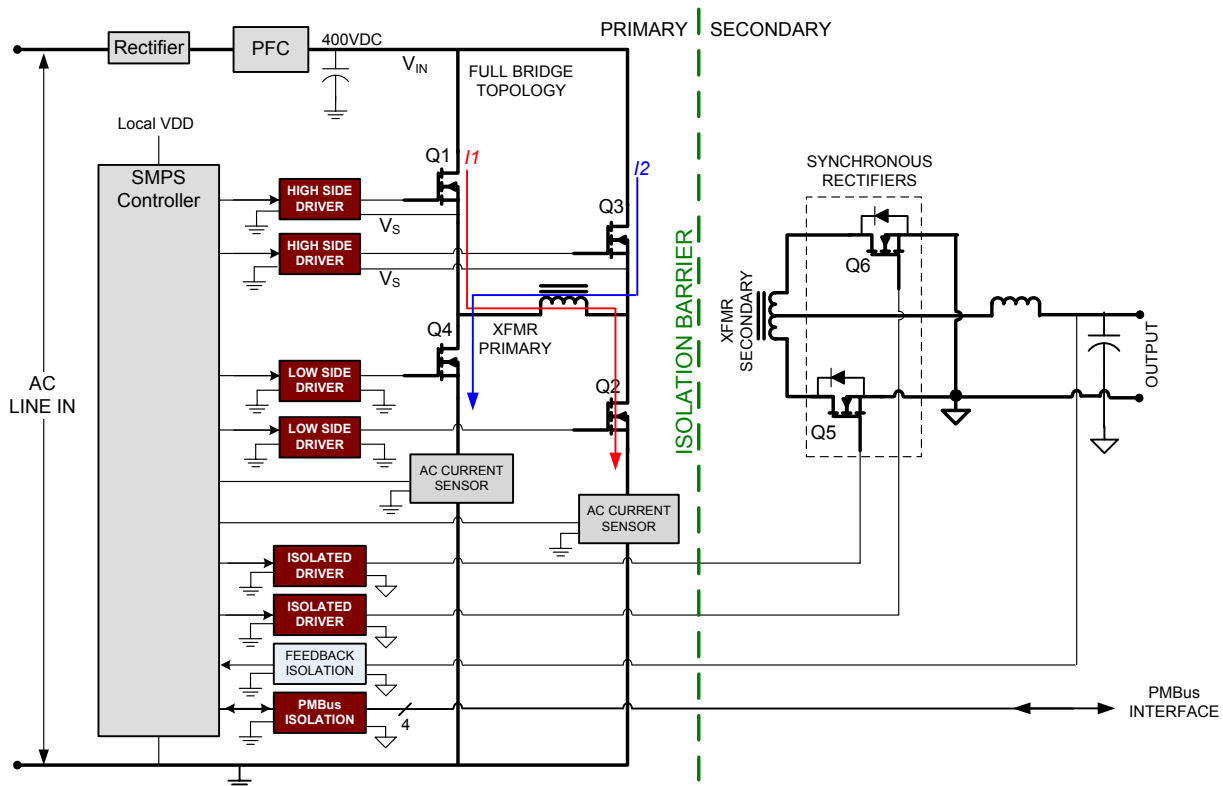 PRIMARY
SECONDARY
Rectifier
PFC
400VDC
VIN
FULL BRIDGE
TOPOLOGY
Local VDD
SMPS
Controller
Q1
I1
I2
HIGH SIDE
DRIVER
VS
Q3
HIGH SIDE
DRIVER
VS
SYNCHRONOUS
RECTIFIERS
Q6
ISOLATION BARRIER
XFMR
PRIMARY
XFMR
SECONDARY
Q4
AC
LINE IN
LOW SIDE
DRIVER
Q2
LOW SIDE
DRIVER
Q5
OUTPUT
AC CURRENT
SENSOR
AC CURRENT
SENSOR
ISOLATED
DRIVER
ISOLATED
DRIVER
FEEDBACK
ISOLATION
PMBus
ISOLATION
4
PMBus
INTERFACE